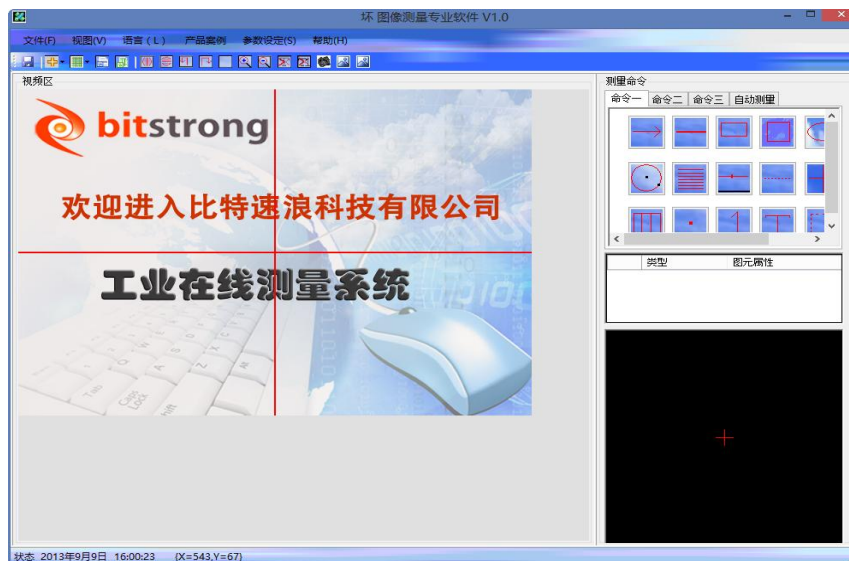 坏 图像测量专业软件 V1.0
文件(F) 视图(V) 语言 ( L ) 产品案例 参数设定(S) 帮助(H)
视频区
测量命令
命令一 命令二 命令三 自动测量
bitstrong
欢迎进入比特速浪科技有限公司
工业在线测量系统
类型 图元属性
状态 2013年9月9日 16:00:23 {X=543,Y=67}